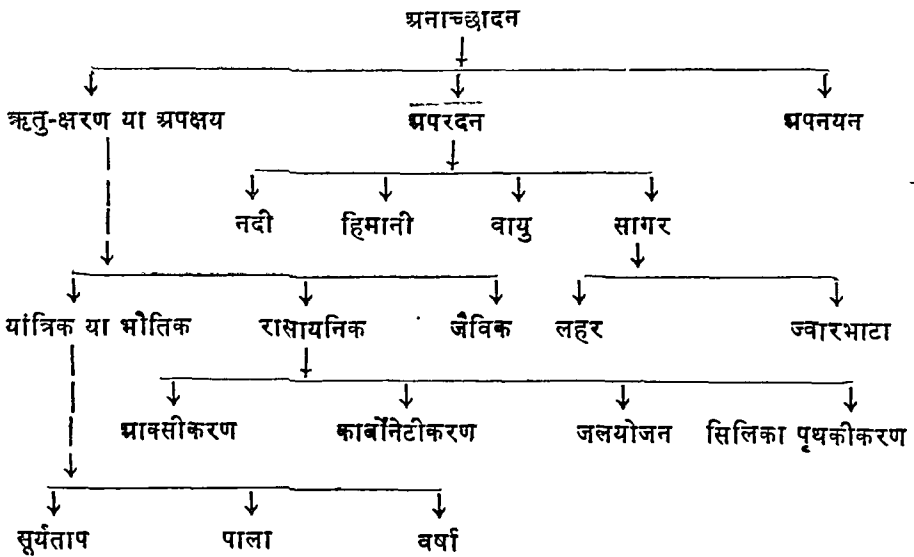 अनाच्छादन
ऋतु-क्षरण या अपक्षय अपरदन अपनयन
नदी हिमानी वायु सागर
यांत्रिक या भौतिक रासायनिक जैविक लहर ज्वारभाटा
आक्सीकरण कार्बोनेटीकरण जलयोजन सिलिका पृथकीकरण
सूर्यताप पाला वर्षा